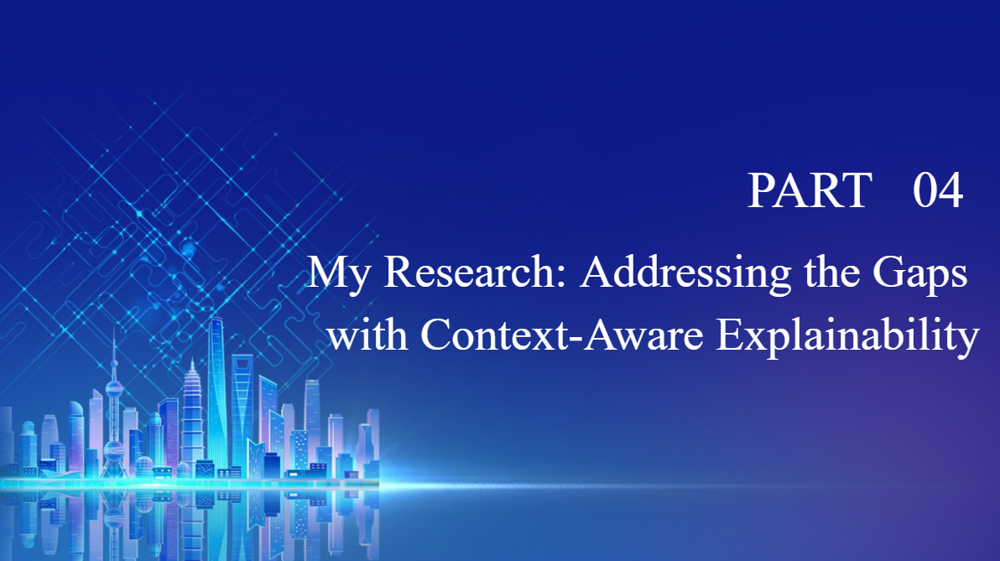 PART 04
My Research: Addressing the Gaps
with Context-Aware Explainability